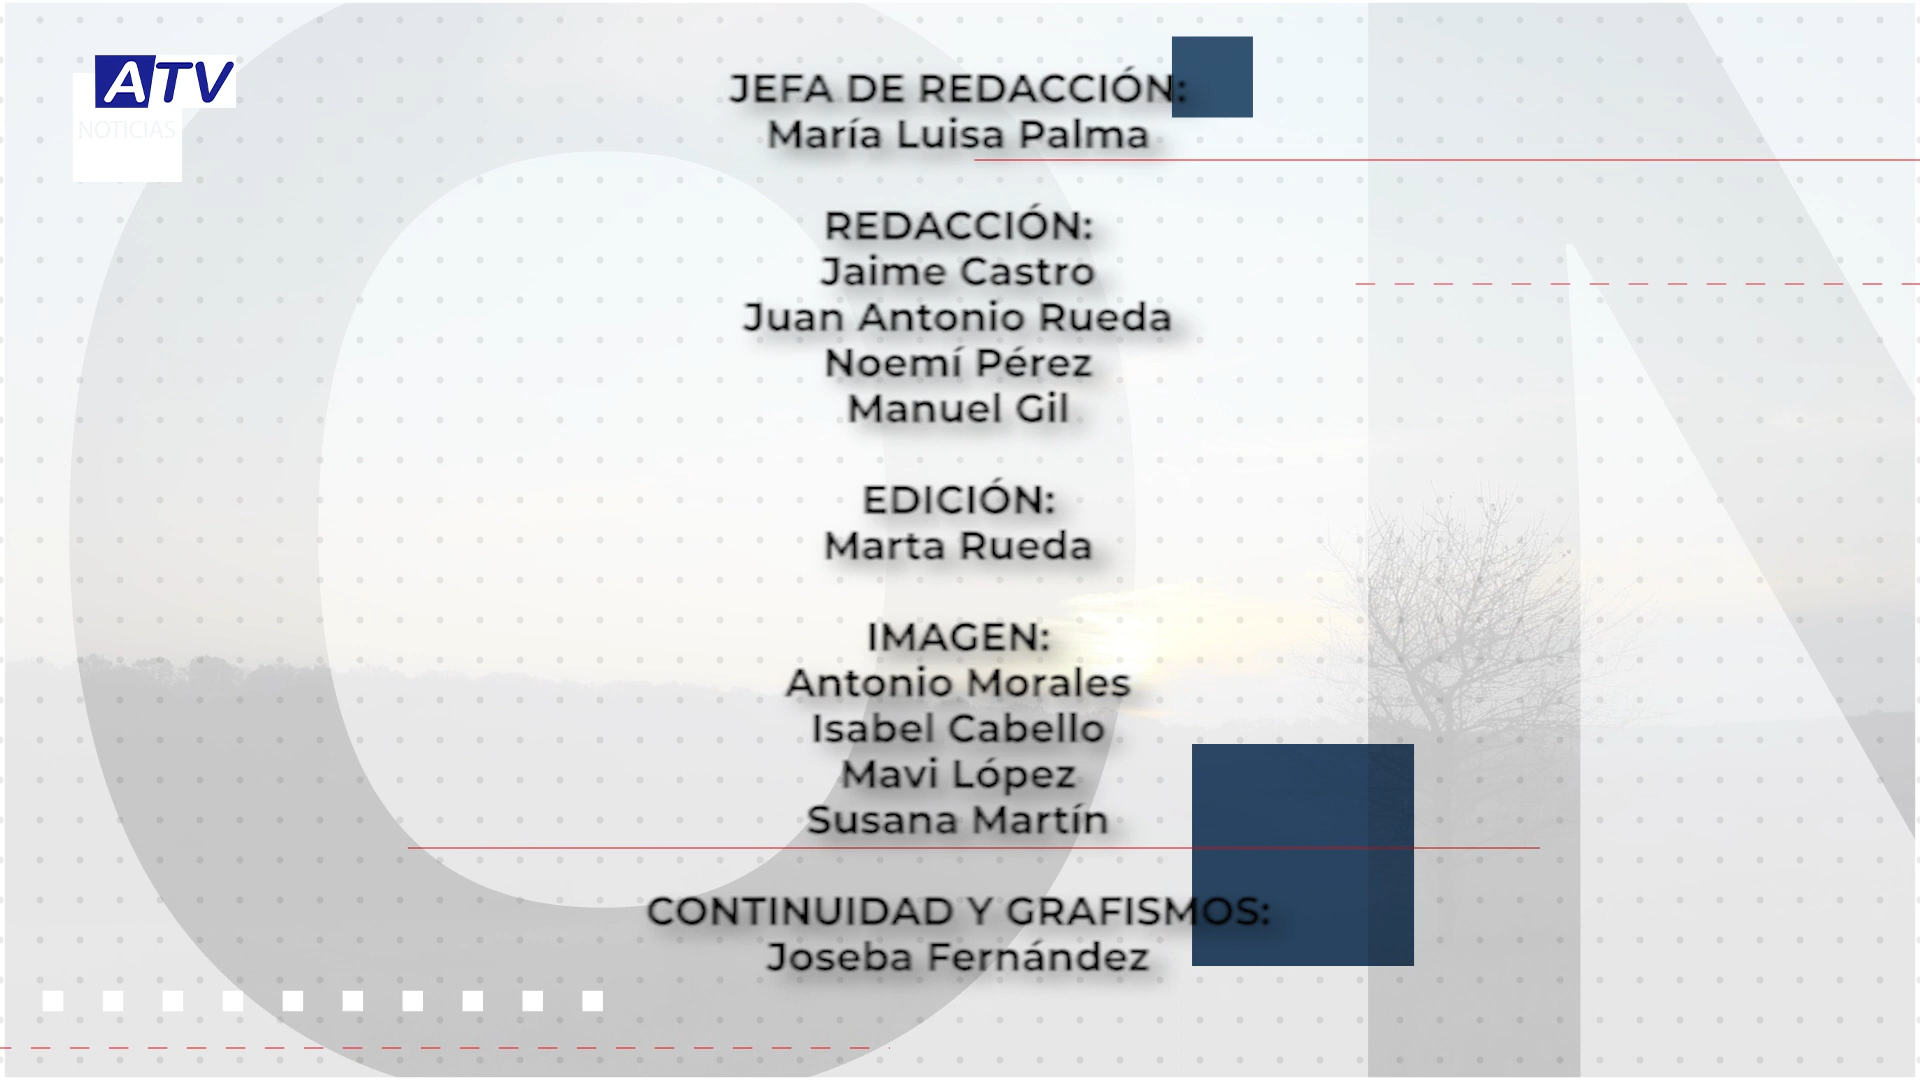 ATV
NOTICIAS
JEFA DE REDACCIÓN:
María Luisa Palma
REDACCIÓN:
Jaime Castro
Juan Antonio Rueda
Noemí Pérez
Manuel Gil
EDICIÓN:
Marta Rueda
IMAGEN:
Antonio Morales
Isabel Cabello
Mavi López
Susana Martín
CONTINUIDAD Y GRAFISMOS:
Joseba Fernández